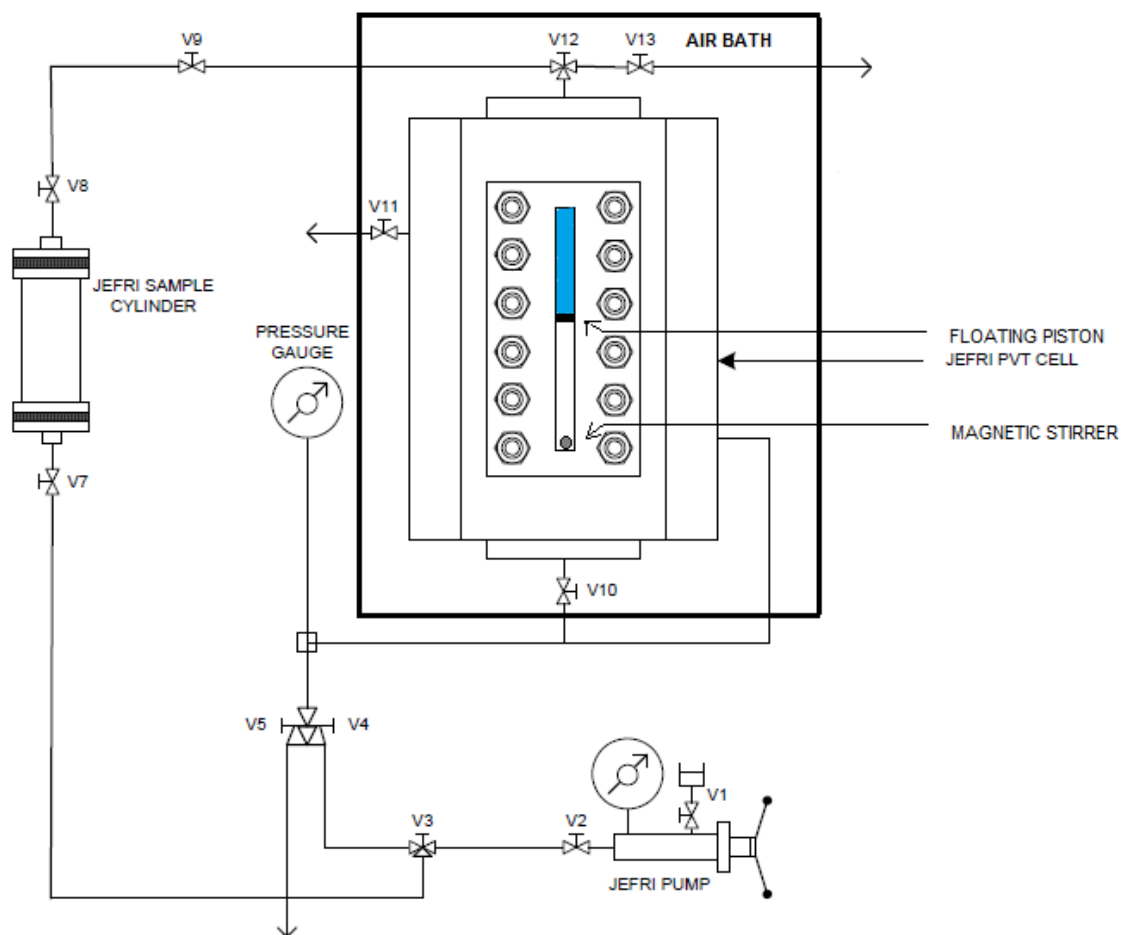 V9
V12
V13
AIR BATH
V8
V11
JEFRI SAMPLE
CYLINDER
PRESSURE
GAUGE
FLOATING PISTON
JEFRI PVT CELL
MAGNETIC STIRRER
V7
V10
V5
V4
V1
V3
V2
JEFRI PUMP